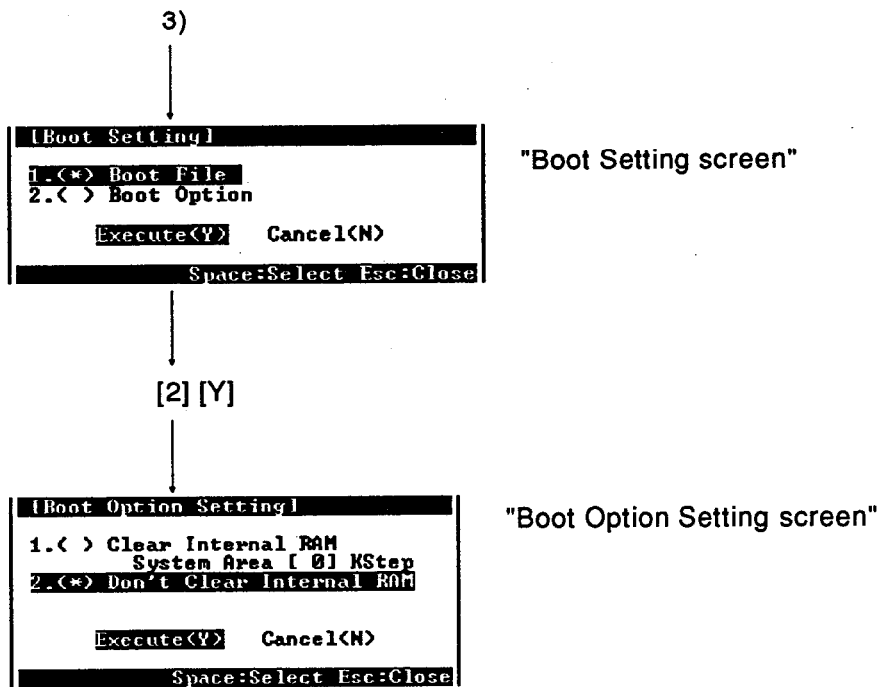 3)
[Boot Setting]
"Boot Setting screen"
1.(*) Boot File
2.( ) Boot Option
Execute(Y) Cancel(N)
Space:Select Esc:Close
[2] [Y]
[Boot Option Setting]
"Boot Option Setting screen"
1.( ) Clear Internal RAM
System Area [ 0] KStep
2.(*) Don't Clear Internal RAM
Execute(Y) Cancel(N)
Space:Select Esc:Close